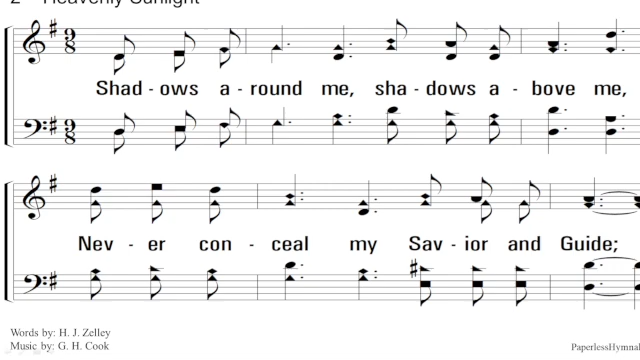 2 Heavenly Sunlight
Shad - ows a - round me, sha - dows a - bove me,
Nev - er con - ceal my Sav - ior and Guide;
Words by: H. J. Zelley
Music by: G. H. Cook
PaperlessHymnal